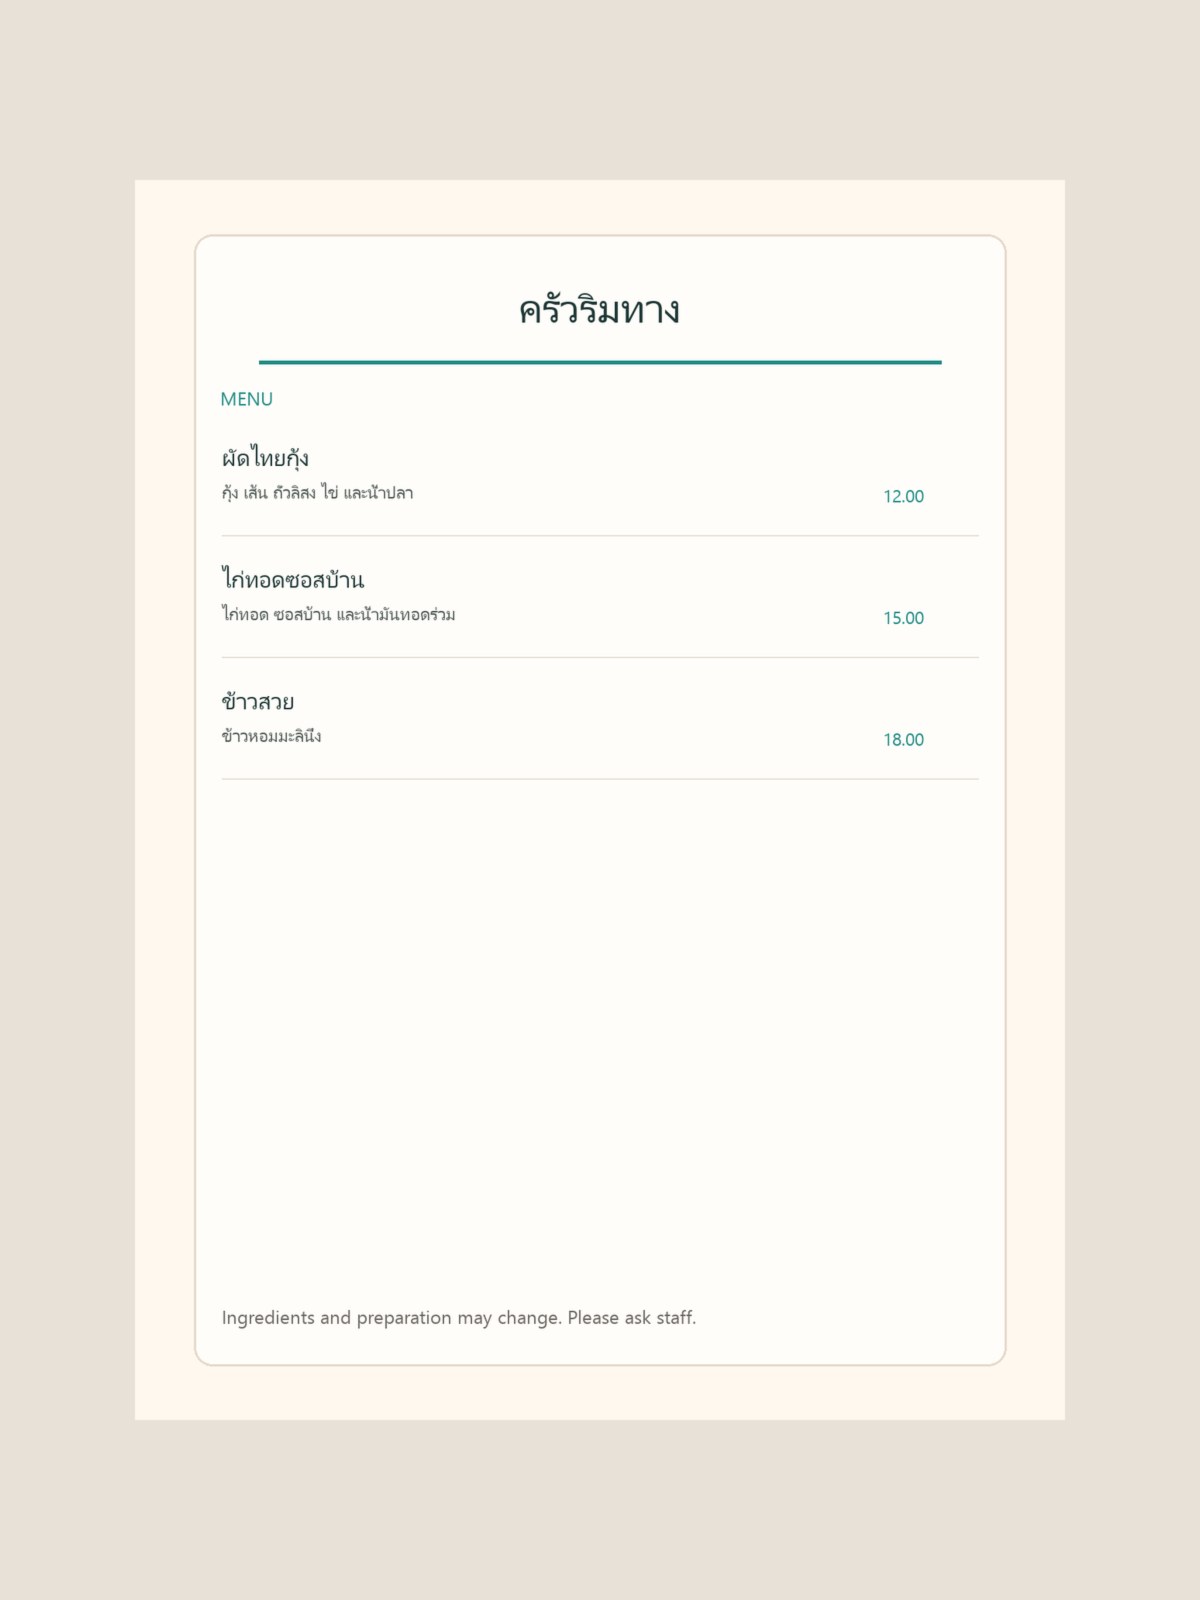 ครัวริมทาง
MENU
ผัดไทยกุ้ง
กุ้ง เส้น ถั่วลิสง ไข่ และน้ำปลา
12.00
ไก่ทอดซอสบ้าน
ไก่ทอด ซอสบ้าน และน้ำมันทอดร่วม
15.00
ข้าวสวย
ข้าวหอมมะลินึ่ง
18.00
Ingredients and preparation may change. Please ask staff.